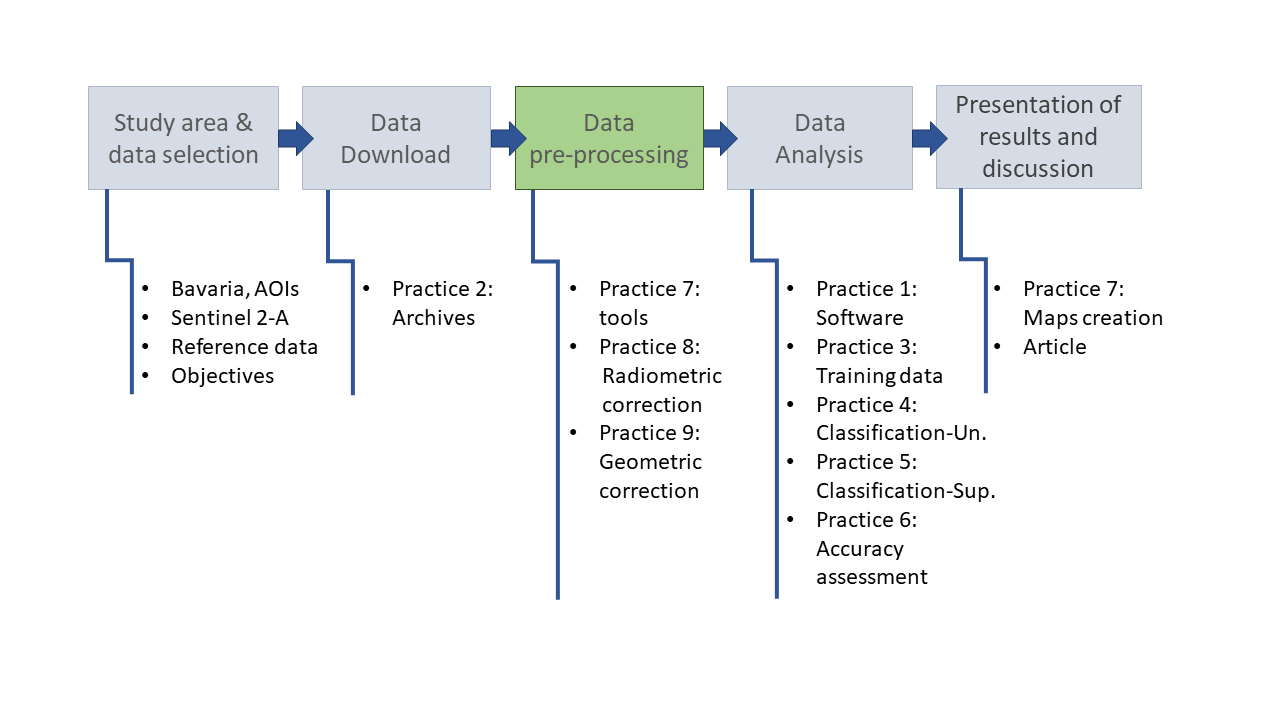 Study area &
data selection
Data
Download
Data
pre-processing
Data
Analysis
Presentation of
results and
discussion
• Bavaria, AOIs
• Sentinel 2-A
• Reference data
• Objectives
• Practice 2:
Archives
• Practice 7:
tools
• Practice 8:
Radiometric
correction
• Practice 9:
Geometric
correction
• Practice 1:
Software
• Practice 3:
Training data
• Practice 4:
Classification-Un.
• Practice 5:
Classification-Sup.
• Practice 6:
Accuracy
assessment
• Practice 7:
Maps creation
• Article